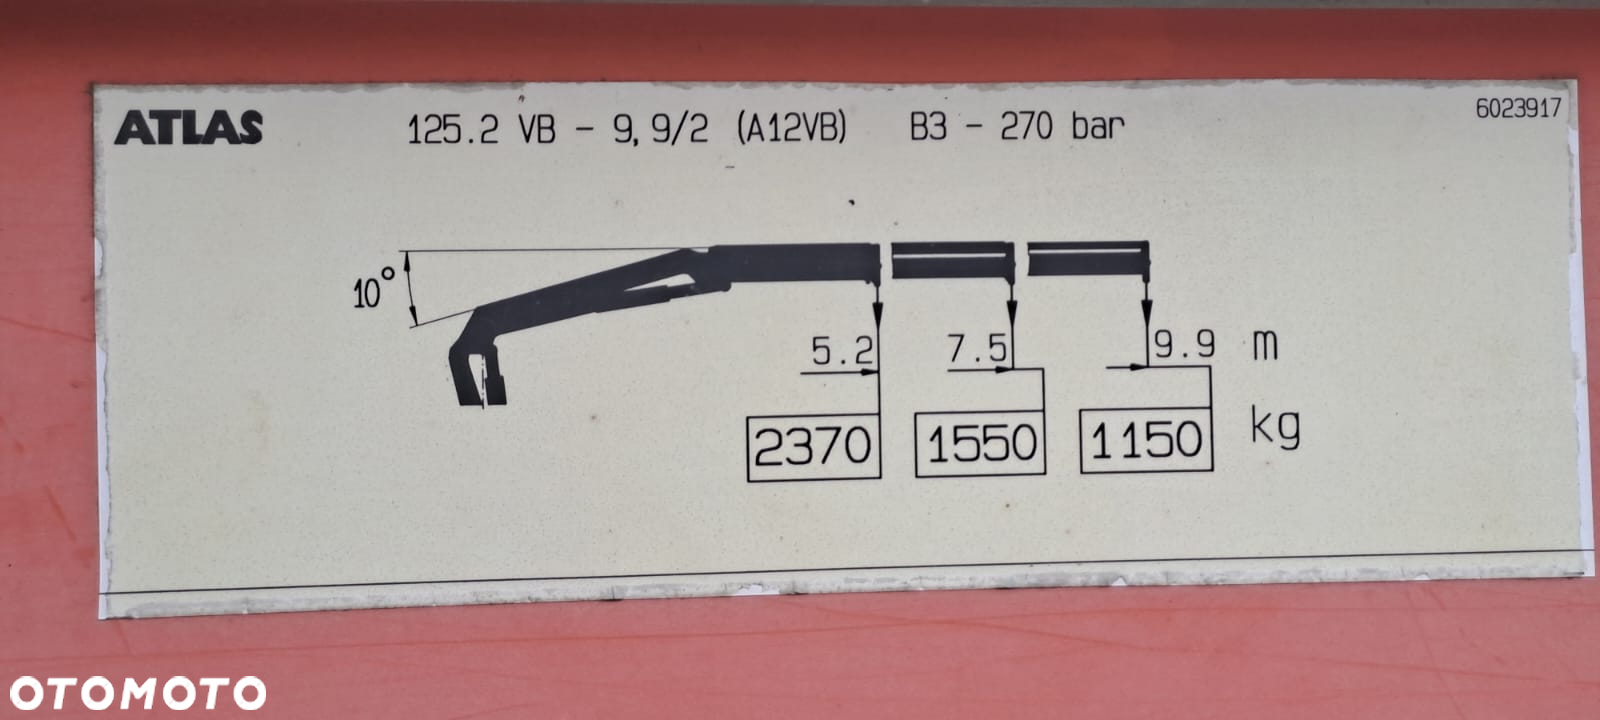 ATLAS 125.2 VB - 9,9/2 (A12VB) B3 - 270 bar 6023917
10°
5.2 7.5 9.9 m
2370 1550 1150 kg
OTOMOTO